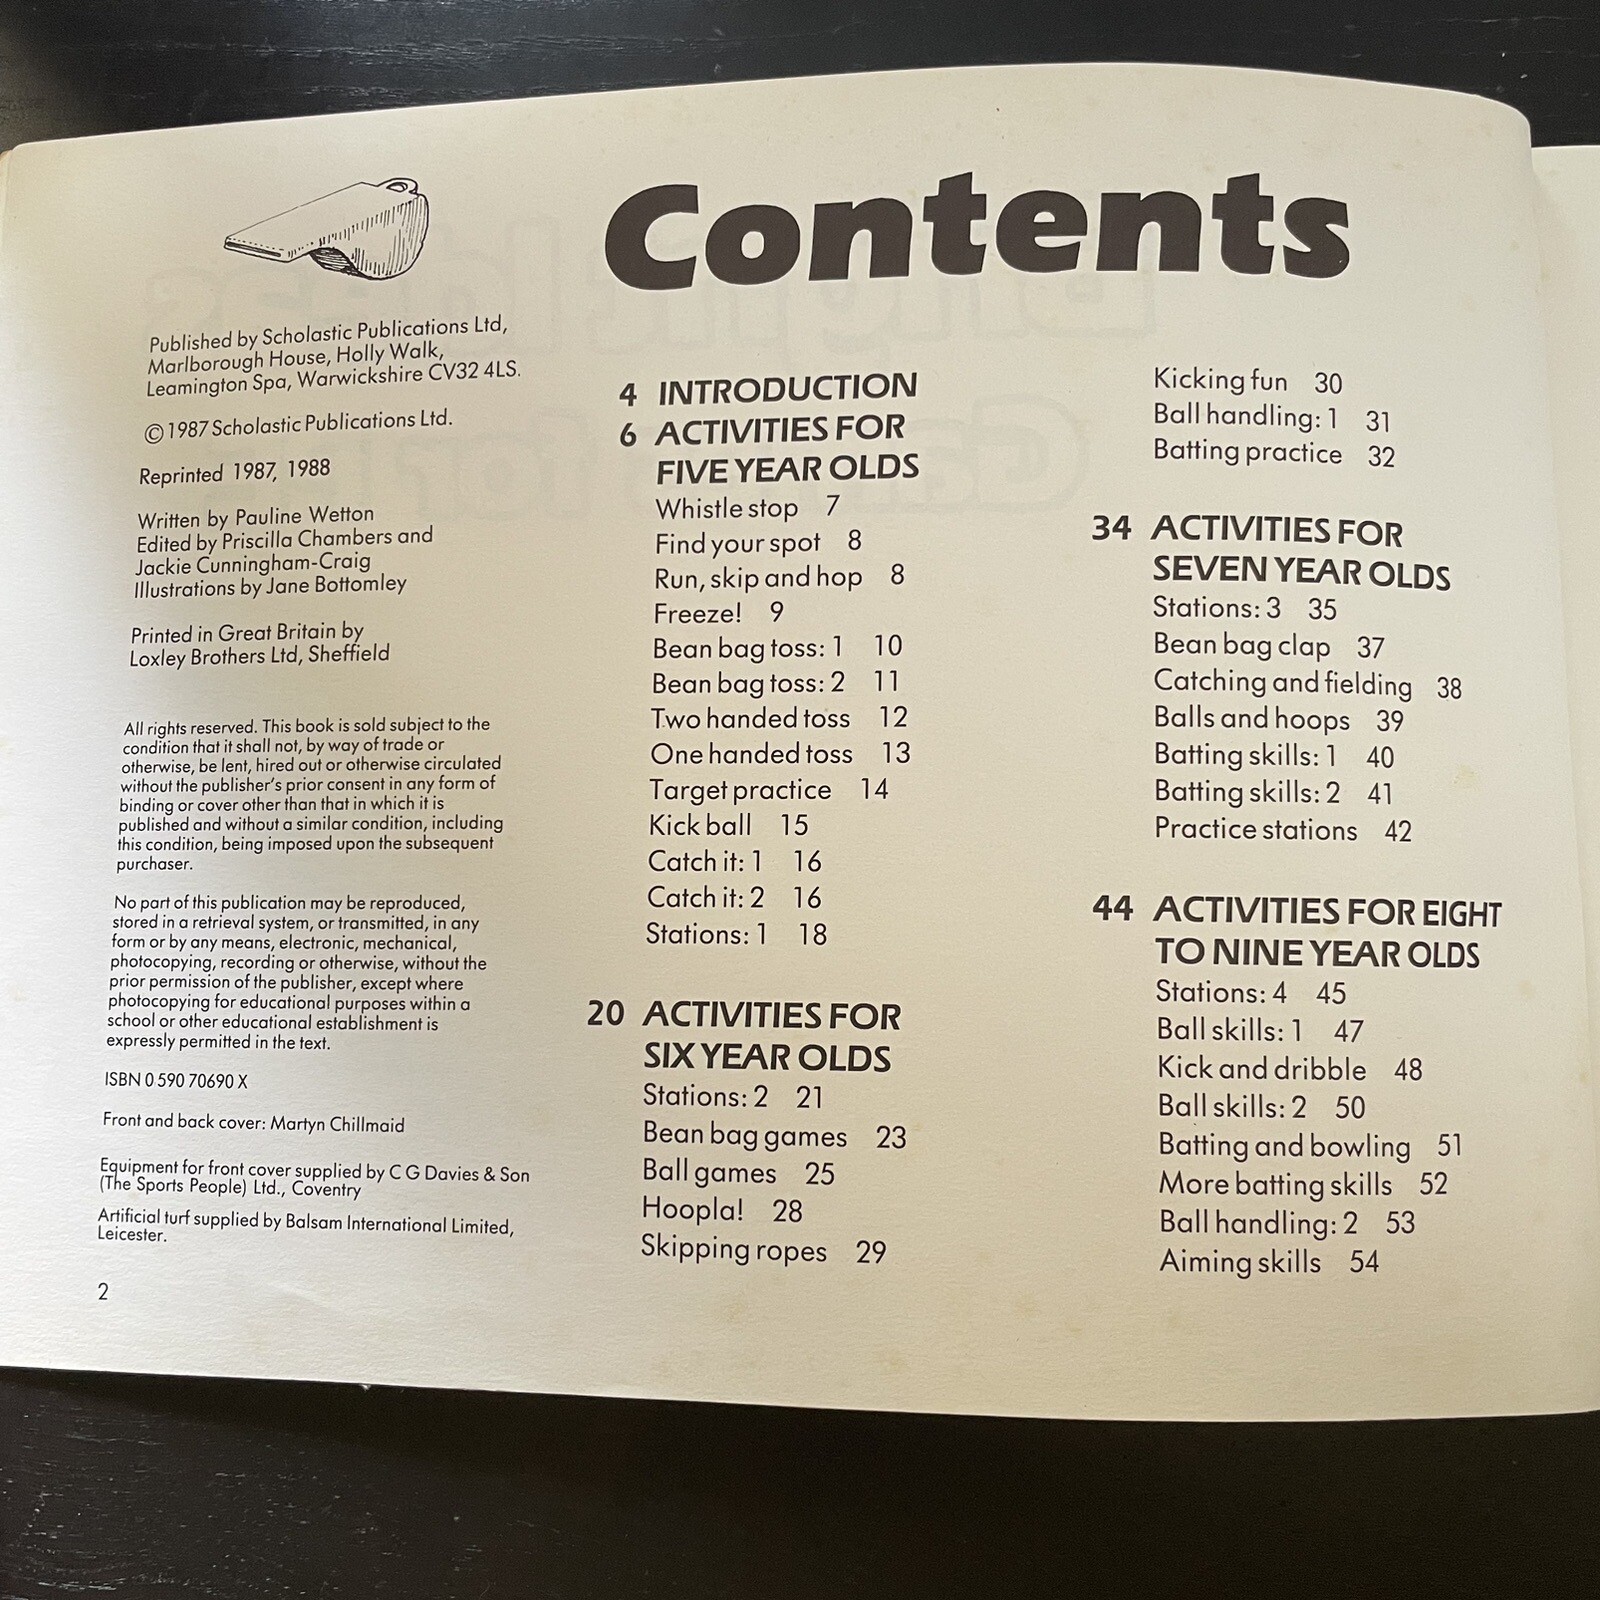 Contents
Published by Scholastic Publications Ltd,
Marlborough House, Holly Walk,
Leamington Spa, Warwickshire CV32 4LS.
© 1987 Scholastic Publications Ltd.
Reprinted 1987, 1988
Written by Pauline Wetton
Edited by Priscilla Chambers and
Jackie Cunningham-Craig
Illustrations by Jane Bottomley
Printed in Great Britain by
Loxley Brothers Ltd, Sheffield
All rights reserved. This book is sold subject to the
condition that it shall not, by way of trade or
otherwise, be lent, hired out or otherwise circulated
without the publisher's prior consent in any form of
binding or cover other than that in which it is
published and without a similar condition, including
this condition, being imposed upon the subsequent
purchaser.
No part of this publication may be reproduced,
stored in a retrieval system, or transmitted, in any
form or by any means, electronic, mechanical,
photocopying, recording or otherwise, without the
prior permission of the publisher, except where
photocopying for educational purposes within a
school or other educational establishment is
expressly permitted in the text.
ISBN 0 590 70690 X
Front and back cover: Martyn Chillmaid
Equipment for front cover supplied by C G Davies & Son
(The Sports People) Ltd., Coventry
Artificial turf supplied by Balsam International Limited,
Leicester.
2
4 INTRODUCTION
6 ACTIVITIES FOR
FIVE YEAR OLDS
Whistle stop 7
Find your spot 8
Run, skip and hop 8
Freeze! 9
Bean bag toss: 1 10
Bean bag toss: 2 11
Two handed toss 12
One handed toss 13
Target practice 14
Kick ball 15
Catch it: 1 16
Catch it: 2 16
Stations: 1 18
20 ACTIVITIES FOR
SIX YEAR OLDS
Stations: 2 21
Bean bag games 23
Ball games 25
Hoopla! 28
Skipping ropes 29
Kicking fun 30
Ball handling: 1 31
Batting practice 32
34 ACTIVITIES FOR
SEVEN YEAR OLDS
Stations: 3 35
Bean bag clap 37
Catching and fielding 38
Balls and hoops 39
Batting skills: 1 40
Batting skills: 2 41
Practice stations 42
44 ACTIVITIES FOR EIGHT
TO NINE YEAR OLDS
Stations: 4 45
Ball skills: 1 47
Kick and dribble 48
Ball skills: 2 50
Batting and bowling 51
More batting skills 52
Ball handling: 2 53
Aiming skills 54